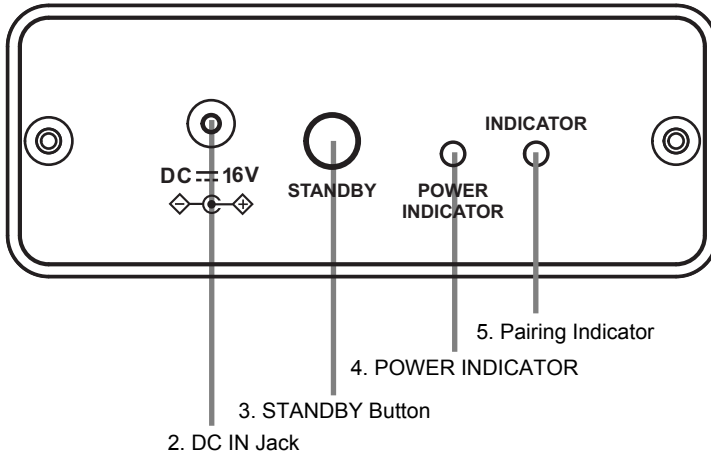 INDICATOR
DC 16V
STANDBY
POWER
INDICATOR
5. Pairing Indicator
4. POWER INDICATOR
3. STANDBY Button
2. DC IN Jack